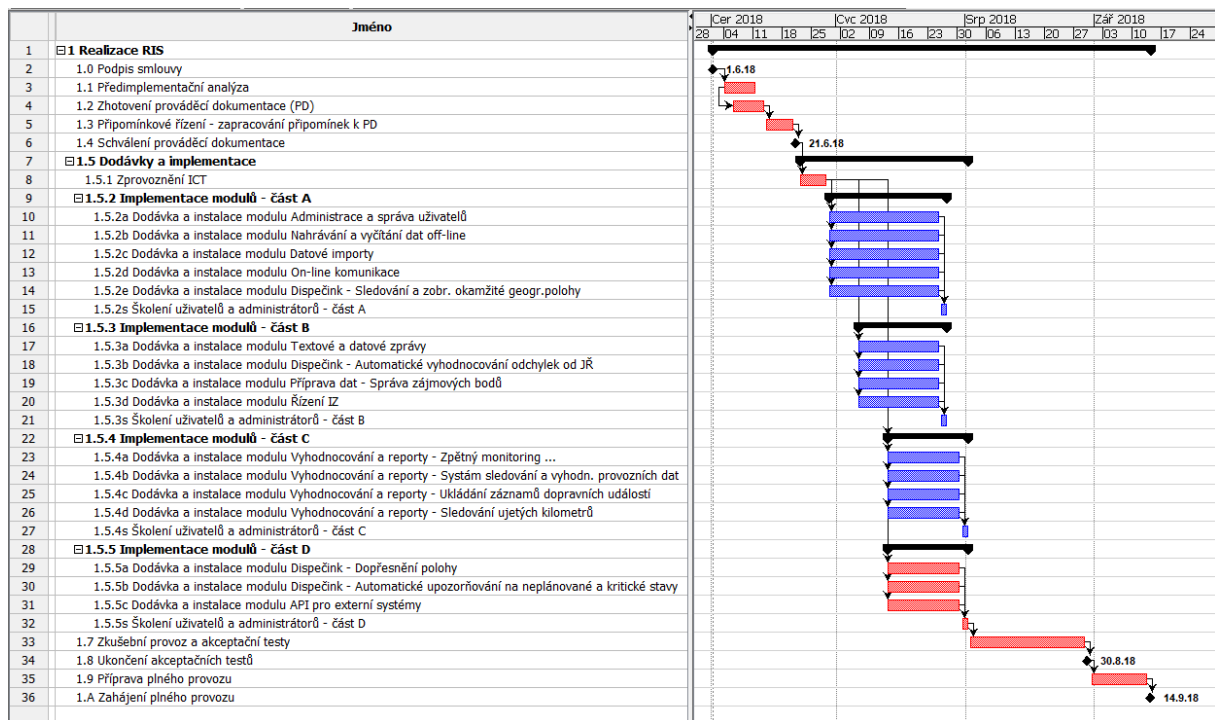 Jméno
Cer 2018 Cvc 2018 Srp 2018 Zář 2018
28 04 11 18 25 02 09 16 23 30 06 13 20 27 03 10 17 24
1 1 Realizace RIS
2 1.0 Podpis smlouvy 1.6.18
3 1.1 Předimplementační analýza
4 1.2 Zhotovení prováděcí dokumentace (PD)
5 1.3 Připomínkové řízení - zapracování připomínek k PD
6 1.4 Schválení prováděcí dokumentace 21.6.18
7 1.5 Dodávky a implementace
8 1.5.1 Zprovoznění ICT
9 1.5.2 Implementace modulů - část A
10 1.5.2a Dodávka a instalace modulu Administrace a správa uživatelů
11 1.5.2b Dodávka a instalace modulu Nahrávání a vyčítání dat off-line
12 1.5.2c Dodávka a instalace modulu Datové importy
13 1.5.2d Dodávka a instalace modulu On-line komunikace
14 1.5.2e Dodávka a instalace modulu Dispečink - Sledování a zobr. okamžité geogr.polohy
15 1.5.2s Školení uživatelů a administrátorů - část A
16 1.5.3 Implementace modulů - část B
17 1.5.3a Dodávka a instalace modulu Textové a datové zprávy
18 1.5.3b Dodávka a instalace modulu Dispečink - Automatické vyhodnocování odchylek od JŘ
19 1.5.3c Dodávka a instalace modulu Příprava dat - Správa zájmových bodů
20 1.5.3d Dodávka a instalace modulu Řízení IZ
21 1.5.3s Školení uživatelů a administrátorů - část B
22 1.5.4 Implementace modulů - část C
23 1.5.4a Dodávka a instalace modulu Vyhodnocování a reporty - Zpětný monitoring ...
24 1.5.4b Dodávka a instalace modulu Vyhodnocování a reporty - Systám sledování a vyhodn. provozních dat
25 1.5.4c Dodávka a instalace modulu Vyhodnocování a reporty - Ukládání záznamů dopravních událostí
26 1.5.4d Dodávka a instalace modulu Vyhodnocování a reporty - Sledování ujetých kilometrů
27 1.5.4s Školení uživatelů a administrátorů - část C
28 1.5.5 Implementace modulů - část D
29 1.5.5a Dodávka a instalace modulu Dispečink - Dopřesnění polohy
30 1.5.5b Dodávka a instalace modulu Dispečink - Automatické upozorňování na neplánované a kritické stavy
31 1.5.5c Dodávka a instalace modulu API pro externí systémy
32 1.5.5s Školení uživatelů a administrátorů - část D
33 1.7 Zkušební provoz a akceptační testy
34 1.8 Ukončení akceptačních testů 30.8.18
35 1.9 Příprava plného provozu
36 1.A Zahájení plného provozu 14.9.18